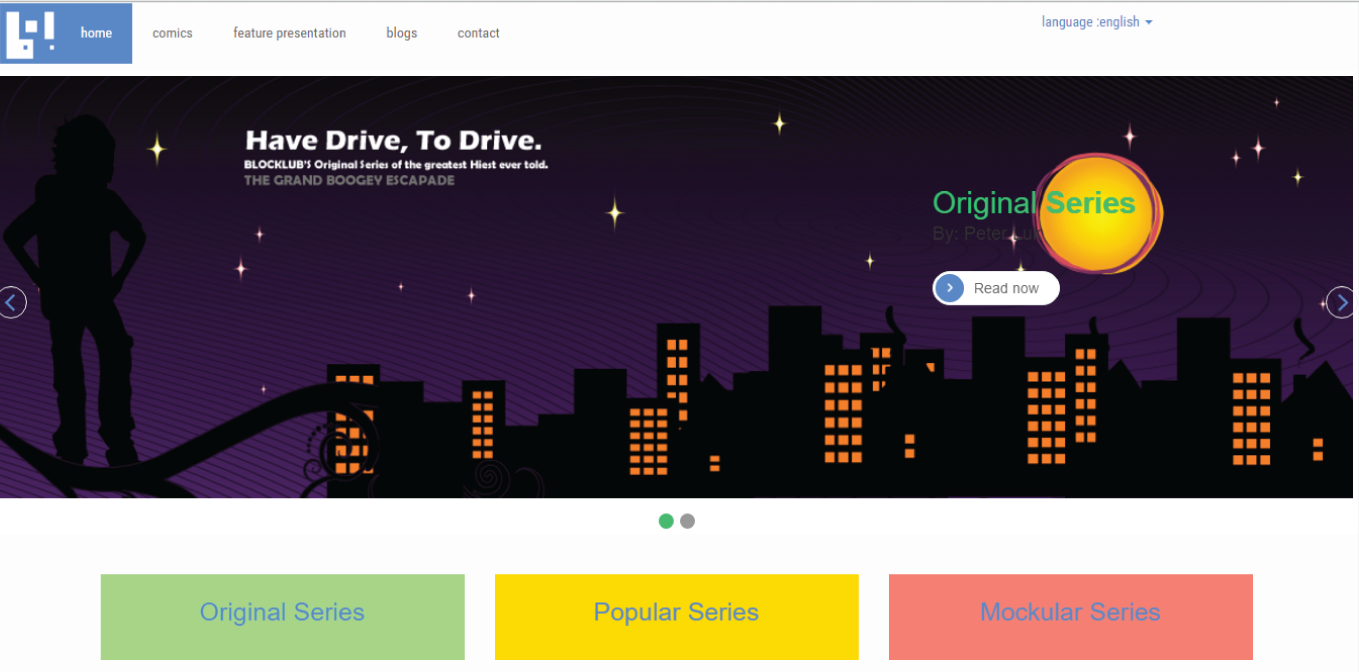 home comics feature presentation blogs contact language :english
Have Drive, To Drive.
BLOCKLUB'S Original Series of the greatest Hiest ever told.
THE GRAND BOOGEY ESCAPADE
Original Series
By: Peter
Read now
Original Series Popular Series Mockular Series